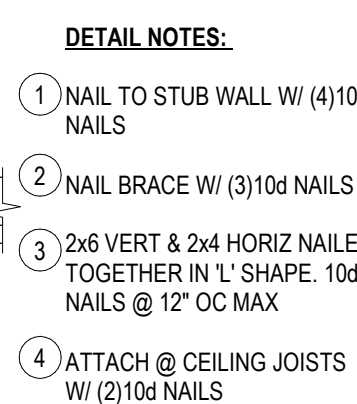 DETAIL NOTES:
1 NAIL TO STUB WALL W/ (4)10
NAILS
2 NAIL BRACE W/ (3)10d NAILS
3 2x6 VERT & 2x4 HORIZ NAILE
TOGETHER IN 'L' SHAPE. 10d
NAILS @ 12" OC MAX
4 ATTACH @ CEILING JOISTS
W/ (2)10d NAILS